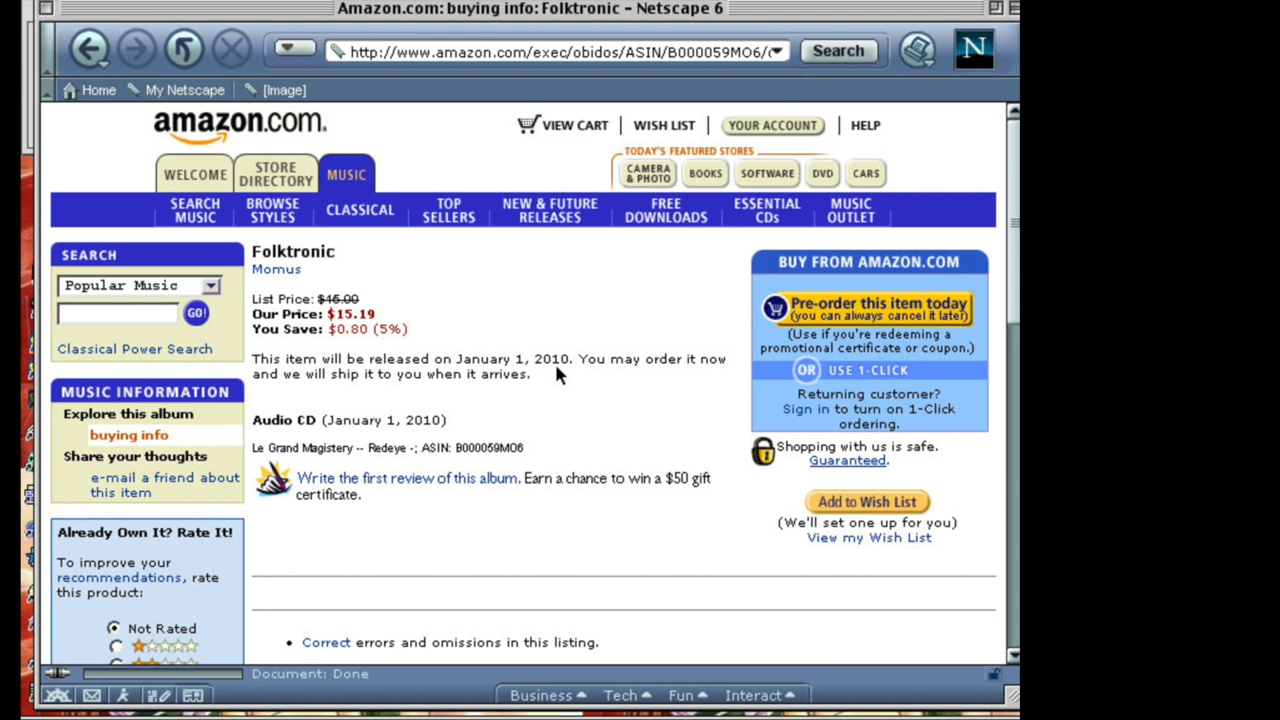 Amazon.com: buying info: Folktronic - Netscape 6
http://www.amazon.com/exec/obidos/ASIN/B000059MO6/
Search
N
Home
My Netscape
[Image]
amazon.com.
VIEW CART | WISH LIST | YOUR ACCOUNT | HELP
TODAY'S FEATURED STORES
WELCOME
STORE DIRECTORY
MUSIC
CAMERA & PHOTO
BOOKS
SOFTWARE
DVD
CARS
SEARCH MUSIC
BROWSE STYLES
CLASSICAL
TOP SELLERS
NEW & FUTURE RELEASES
FREE DOWNLOADS
ESSENTIAL CDs
MUSIC OUTLET
SEARCH
Popular Music
GO!
Classical Power Search
MUSIC INFORMATION
Explore this album
buying info
Share your thoughts
e-mail a friend about
this item
Already Own It? Rate It!
To improve your
recommendations, rate
this product:
Not Rated
Folktronic
Momus
List Price:
Our Price: $15.19
You Save: $0.80 (5%)
This item will be released on January 1, 2010. You may order it now
and we will ship it to you when it arrives.
Audio CD (January 1, 2010)
Le Grand Magistery -- Redeye -; ASIN: B000059MO6
Write the first review of this album. Earn a chance to win a $50 gift
certificate.
Correct errors and omissions in this listing.
BUY FROM AMAZON.COM
Pre-order this item today
(you can always cancel it later)
(Use if you're redeeming a
promotional certificate or coupon.)
OR USE 1-CLICK
Returning customer?
Sign in to turn on 1-Click
ordering.
Shopping with us is safe.
Guaranteed.
Add to Wish List
(We'll set one up for you)
View my Wish List
Document: Done
Business
Tech
Fun
Interact